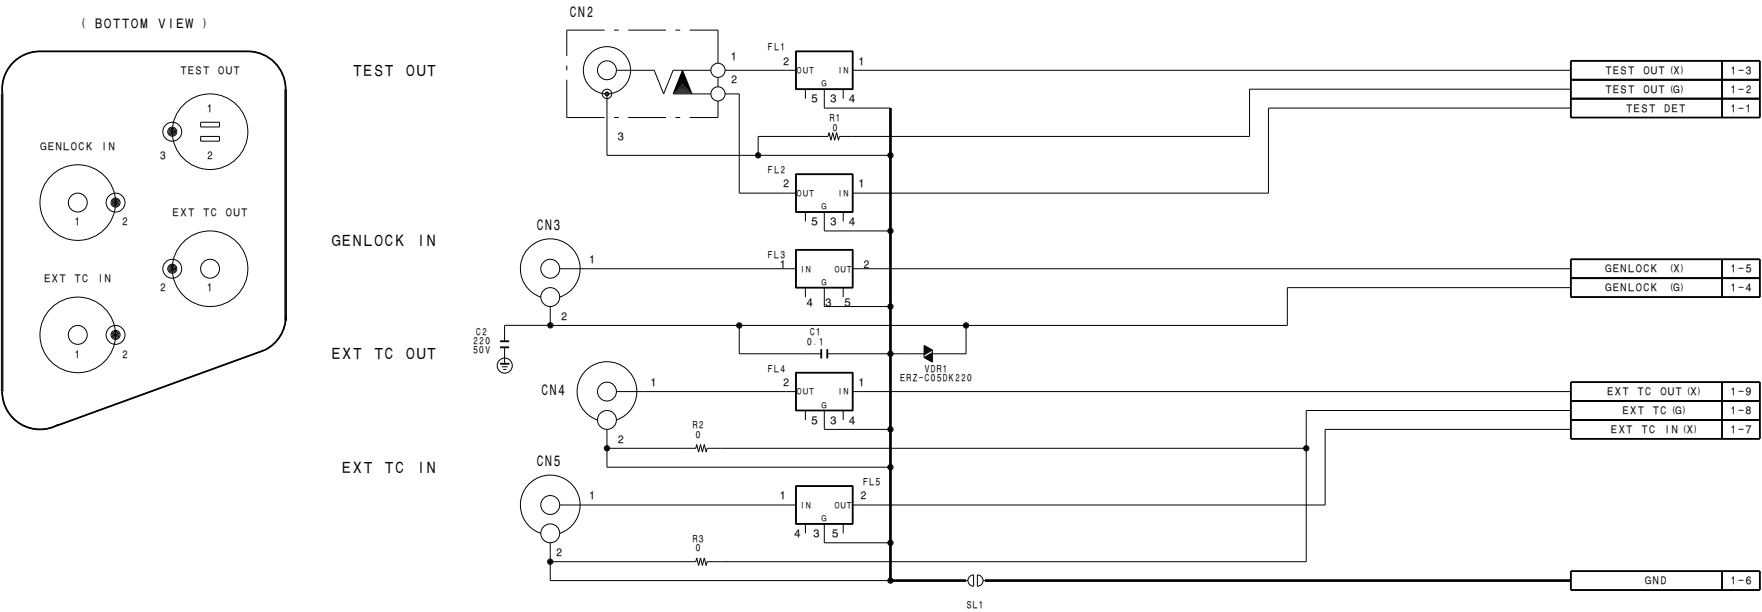 ( BOTTOM VIEW )
TEST OUT
1
2
3
GENLOCK IN
1
2
EXT TC OUT
2
1
EXT TC IN
1
2
TEST OUT
CN2
1
2
3
FL1
2
OUT
IN
1
G
5
3
4
R1
0
FL2
2
OUT
IN
1
G
5
3
4
TEST OUT (X) 1-3
TEST OUT (G) 1-2
TEST DET 1-1
GENLOCK IN
CN3
1
2
FL3
1
IN
OUT
2
G
4
3
5
GENLOCK (X) 1-5
GENLOCK (G) 1-4
C2
220
50V
C1
0.1
VDR1
ERZ-C05DK220
EXT TC OUT
CN4
1
2
FL4
2
OUT
IN
1
G
5
3
4
R2
0
EXT TC OUT (X) 1-9
EXT TC (G) 1-8
EXT TC IN (X) 1-7
EXT TC IN
CN5
1
2
FL5
1
IN
OUT
2
G
4
3
5
R3
0
SL1
GND 1-6